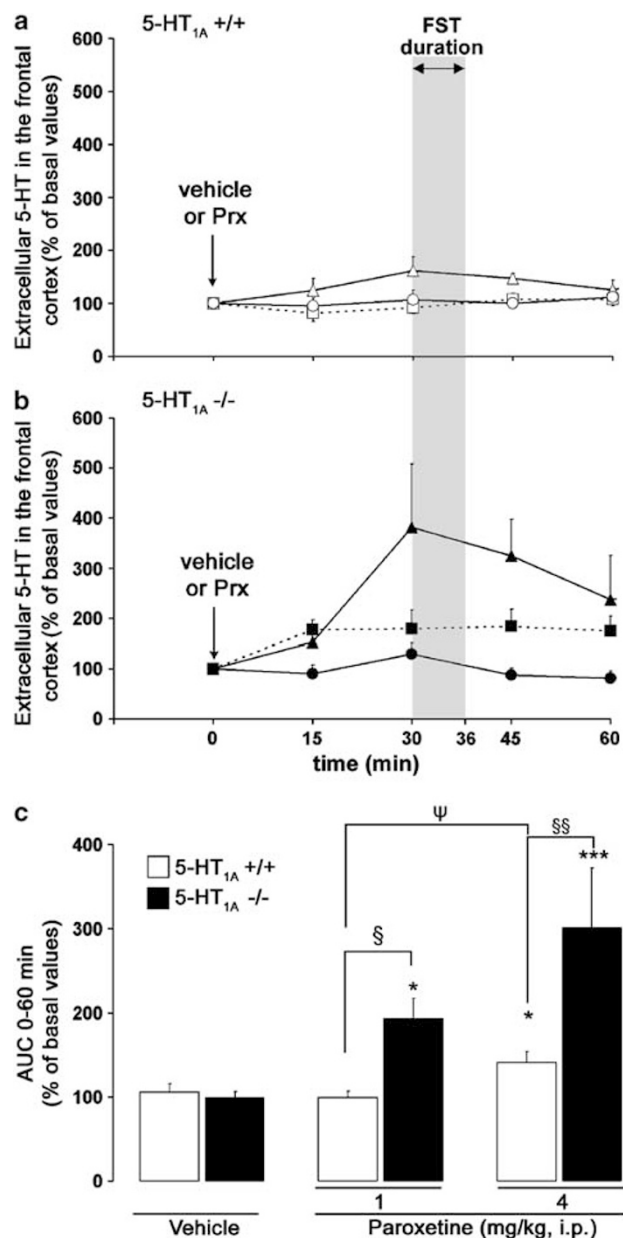 a
5-HT1A +/+
FST
duration
Extracellular 5-HT in the frontal
cortex (% of basal values)
600
500
400
300
200
100
0
vehicle
or Prx
b
5-HT1A -/-
Extracellular 5-HT in the frontal
cortex (% of basal values)
600
500
400
300
200
100
0
vehicle
or Prx
0 15 30 36 45 60
time (min)
c
AUC 0-60 min
(% of basal values)
400
300
200
100
0
5-HT1A +/+
5-HT1A -/-
ψ
§§
***
§
*
*
1 4
Vehicle Paroxetine (mg/kg, i.p.)